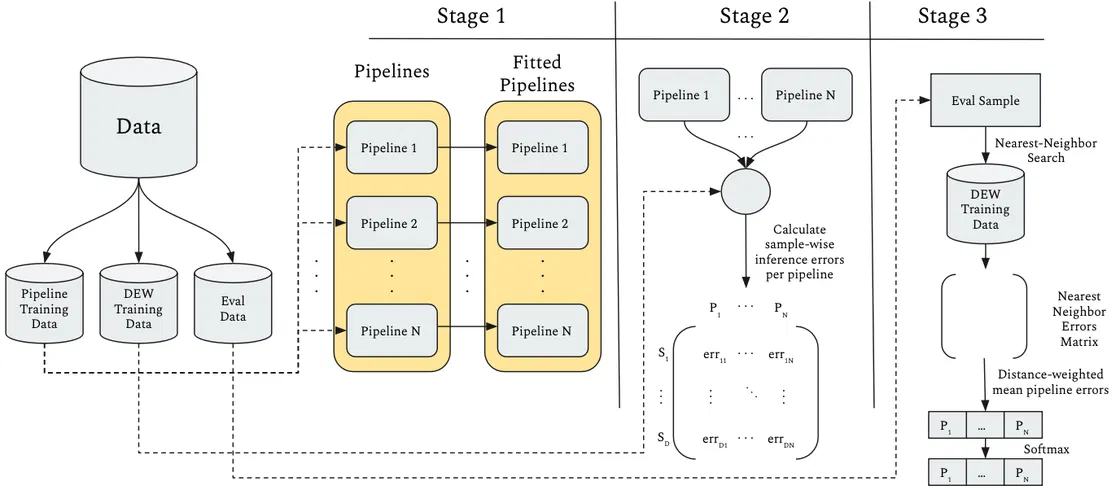 Stage 1
Stage 2
Stage 3
Data
Pipeline
Training
Data
DEW
Training
Data
Eval
Data
Pipelines
Fitted
Pipelines
Pipeline 1
Pipeline 1
Pipeline 2
Pipeline 2
Pipeline N
Pipeline N
Pipeline 1
...
Pipeline N
...
Calculate
sample-wise
inference errors
per pipeline
P1 ... PN
S1 err11 ... err1N
SD errD1 ... errDN
Eval Sample
Nearest-Neighbor
Search
DEW
Training
Data
Nearest
Neighbor
Errors
Matrix
Distance-weighted
mean pipeline errors
P1 ... PN
Softmax
P1 ... PN